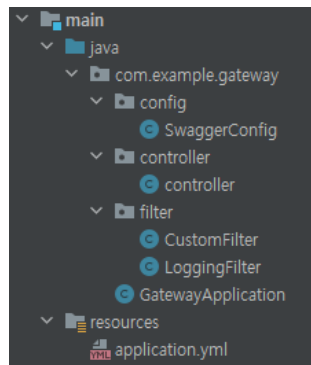 main
java
com.example.gateway
config
SwaggerConfig
controller
controller
filter
CustomFilter
LoggingFilter
GatewayApplication
resources
application.yml